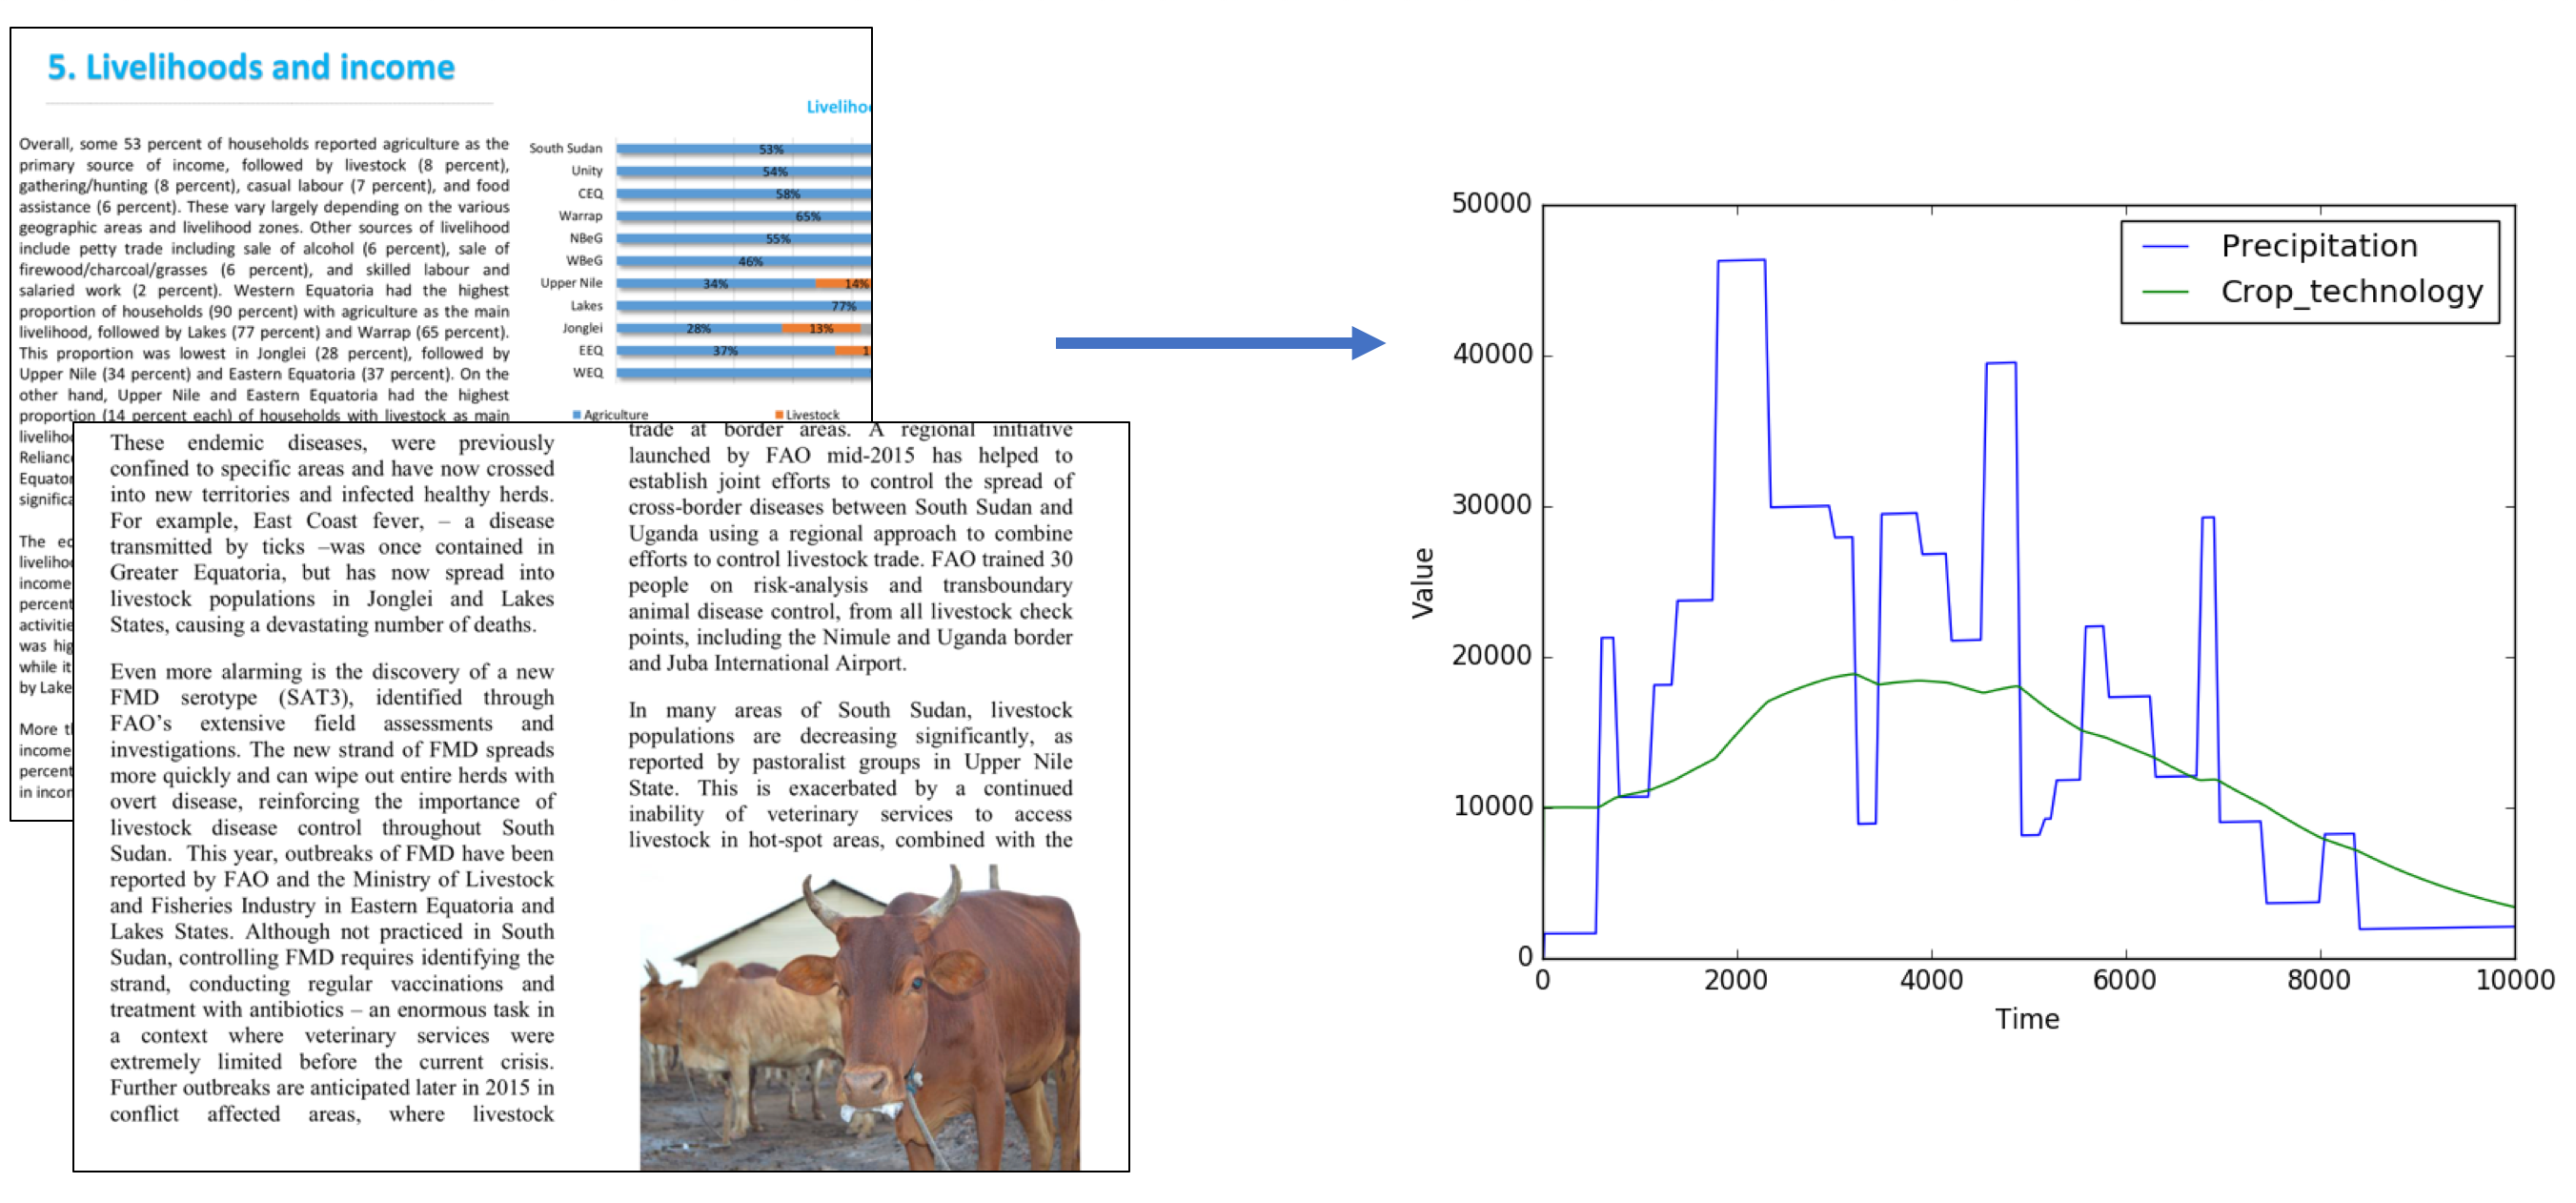 5. Livelihoods and income
Livelihoo
Overall, some 53 percent of households reported agriculture as the
primary source of income, followed by livestock (8 percent),
gathering/hunting (8 percent), casual labour (7 percent), and food
assistance (6 percent). These vary largely depending on the various
geographic areas and livelihood zones. Other sources of livelihood
include petty trade including sale of alcohol (6 percent), sale of
firewood/charcoal/grasses (6 percent), and skilled labour and
salaried work (2 percent). Western Equatoria had the highest
proportion of households (90 percent) with agriculture as the main
livelihood, followed by Lakes (77 percent) and Warrap (65 percent).
This proportion was lowest in Jonglei (28 percent), followed by
Upper Nile (34 percent) and Eastern Equatoria (37 percent). On the
other hand, Upper Nile and Eastern Equatoria had the highest
proportion (14 percent each) of households with livestock as main
liveliho
Relianc
Equator
significa
The ec
liveliho
income
percent
activitie
was hig
while it
by Lake
More t
income
percent
in incor
South Sudan 53%
Unity 54%
CEQ 58%
Warrap 65%
NBeG 55%
WBeG 46%
Upper Nile 34% 14%
Lakes 77%
Jonglei 28% 13%
EEQ 37% 1
WEQ
Agriculture Livestock
These endemic diseases, were previously
confined to specific areas and have now crossed
into new territories and infected healthy herds.
For example, East Coast fever, – a disease
transmitted by ticks –was once contained in
Greater Equatoria, but has now spread into
livestock populations in Jonglei and Lakes
States, causing a devastating number of deaths.
Even more alarming is the discovery of a new
FMD serotype (SAT3), identified through
FAO’s extensive field assessments and
investigations. The new strand of FMD spreads
more quickly and can wipe out entire herds with
overt disease, reinforcing the importance of
livestock disease control throughout South
Sudan. This year, outbreaks of FMD have been
reported by FAO and the Ministry of Livestock
and Fisheries Industry in Eastern Equatoria and
Lakes States. Although not practiced in South
Sudan, controlling FMD requires identifying the
strand, conducting regular vaccinations and
treatment with antibiotics – an enormous task in
a context where veterinary services were
extremely limited before the current crisis.
Further outbreaks are anticipated later in 2015 in
conflict affected areas, where livestock
trade at border areas. A regional initiative
launched by FAO mid-2015 has helped to
establish joint efforts to control the spread of
cross-border diseases between South Sudan and
Uganda using a regional approach to combine
efforts to control livestock trade. FAO trained 30
people on risk-analysis and transboundary
animal disease control, from all livestock check
points, including the Nimule and Uganda border
and Juba International Airport.
In many areas of South Sudan, livestock
populations are decreasing significantly, as
reported by pastoralist groups in Upper Nile
State. This is exacerbated by a continued
inability of veterinary services to access
livestock in hot-spot areas, combined with the
50000
40000
30000
20000
10000
0
Value
Precipitation
Crop_technology
0 2000 4000 6000 8000 10000
Time